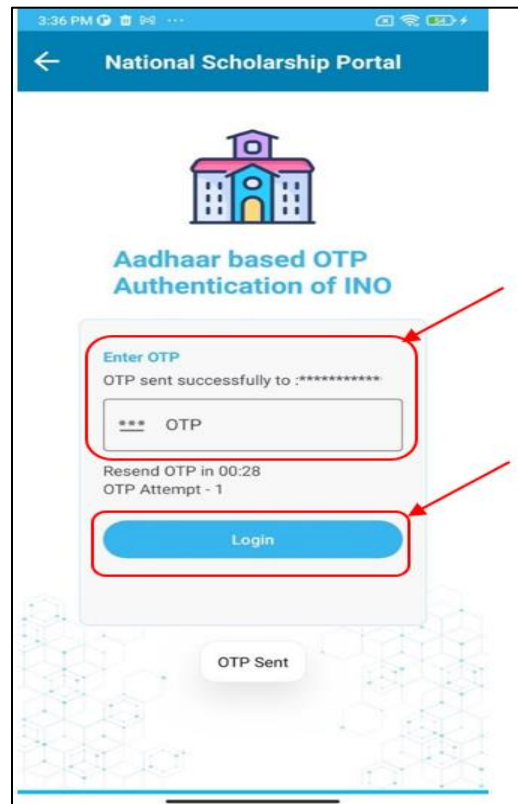 3:36 PM
National Scholarship Portal
Aadhaar based OTP
Authentication of INO
Enter OTP
OTP sent successfully to :***********
*** OTP
Resend OTP in 00:28
OTP Attempt - 1
Login
OTP Sent